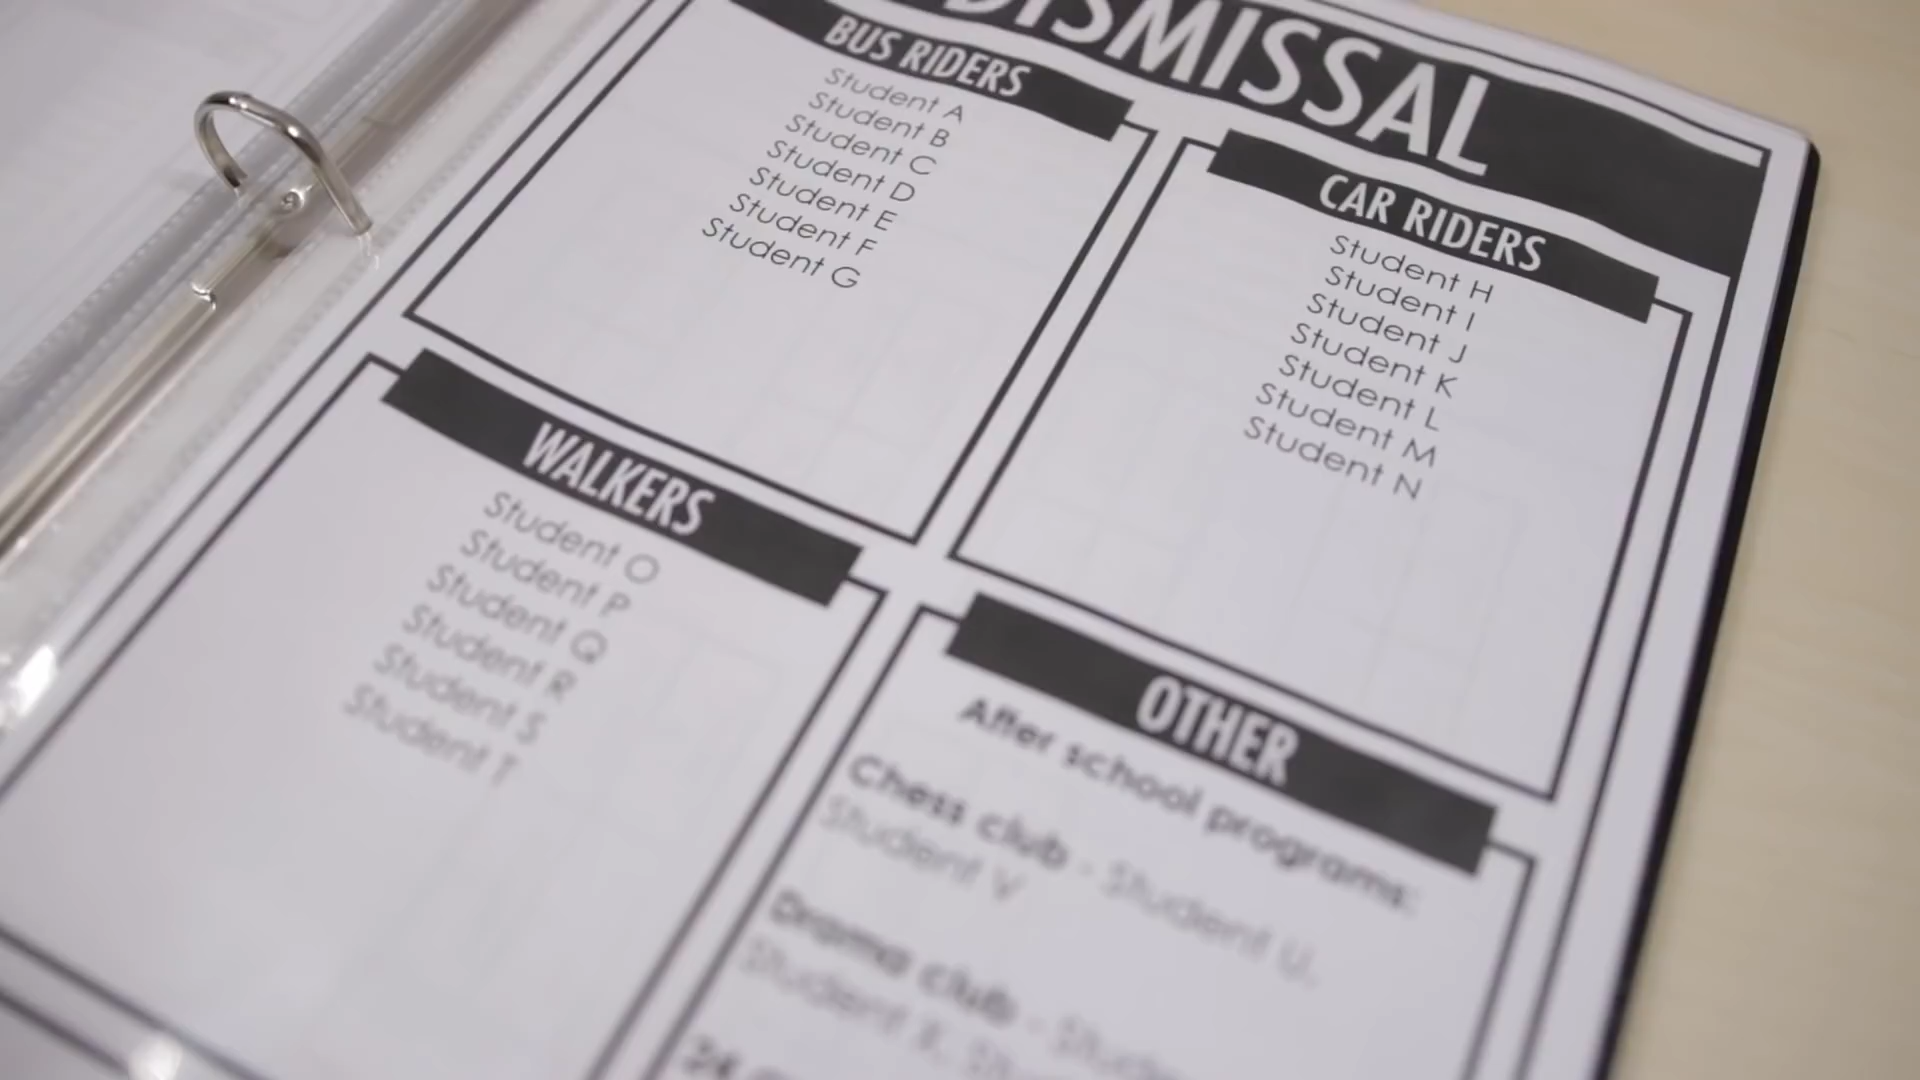 DISMISSAL
BUS RIDERS
Student A
Student B
Student C
Student D
Student E
Student F
Student G
CAR RIDERS
Student H
Student I
Student J
Student K
Student L
Student M
Student N
WALKERS
Student O
Student P
Student Q
Student R
Student S
Student T
OTHER
After school programs:
Chess club - Student U,
Student V
Drama club -
Student X,